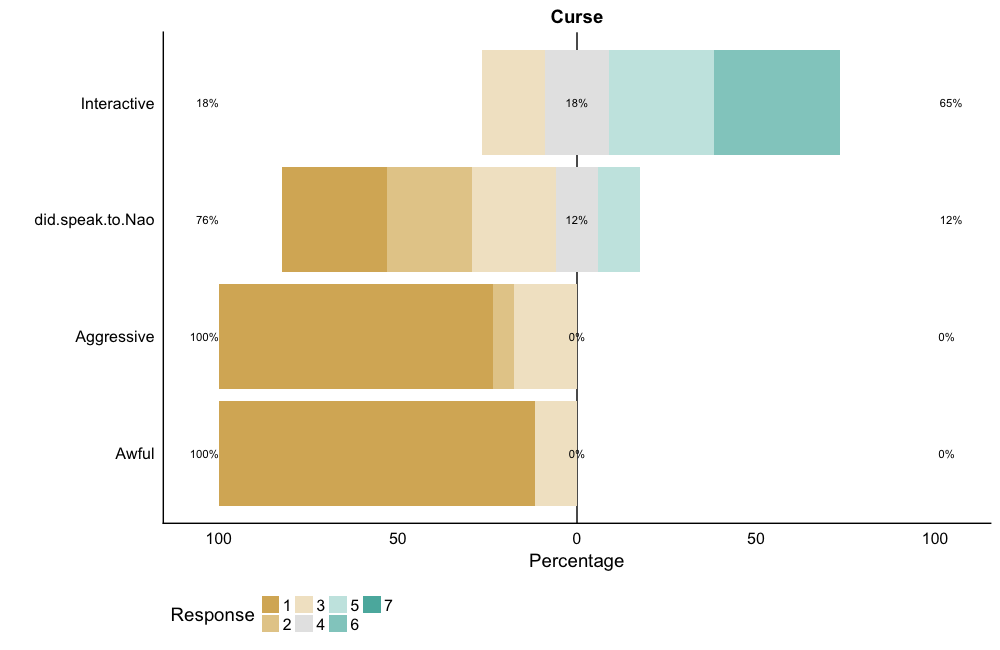 Curse
Interactive 18% 18% 65%
did.speak.to.Nao 76% 12% 12%
Aggressive 100% 0% 0%
Awful 100% 0% 0%
100 50 0 50 100
Percentage
Response 1 3 5 7
2 4 6